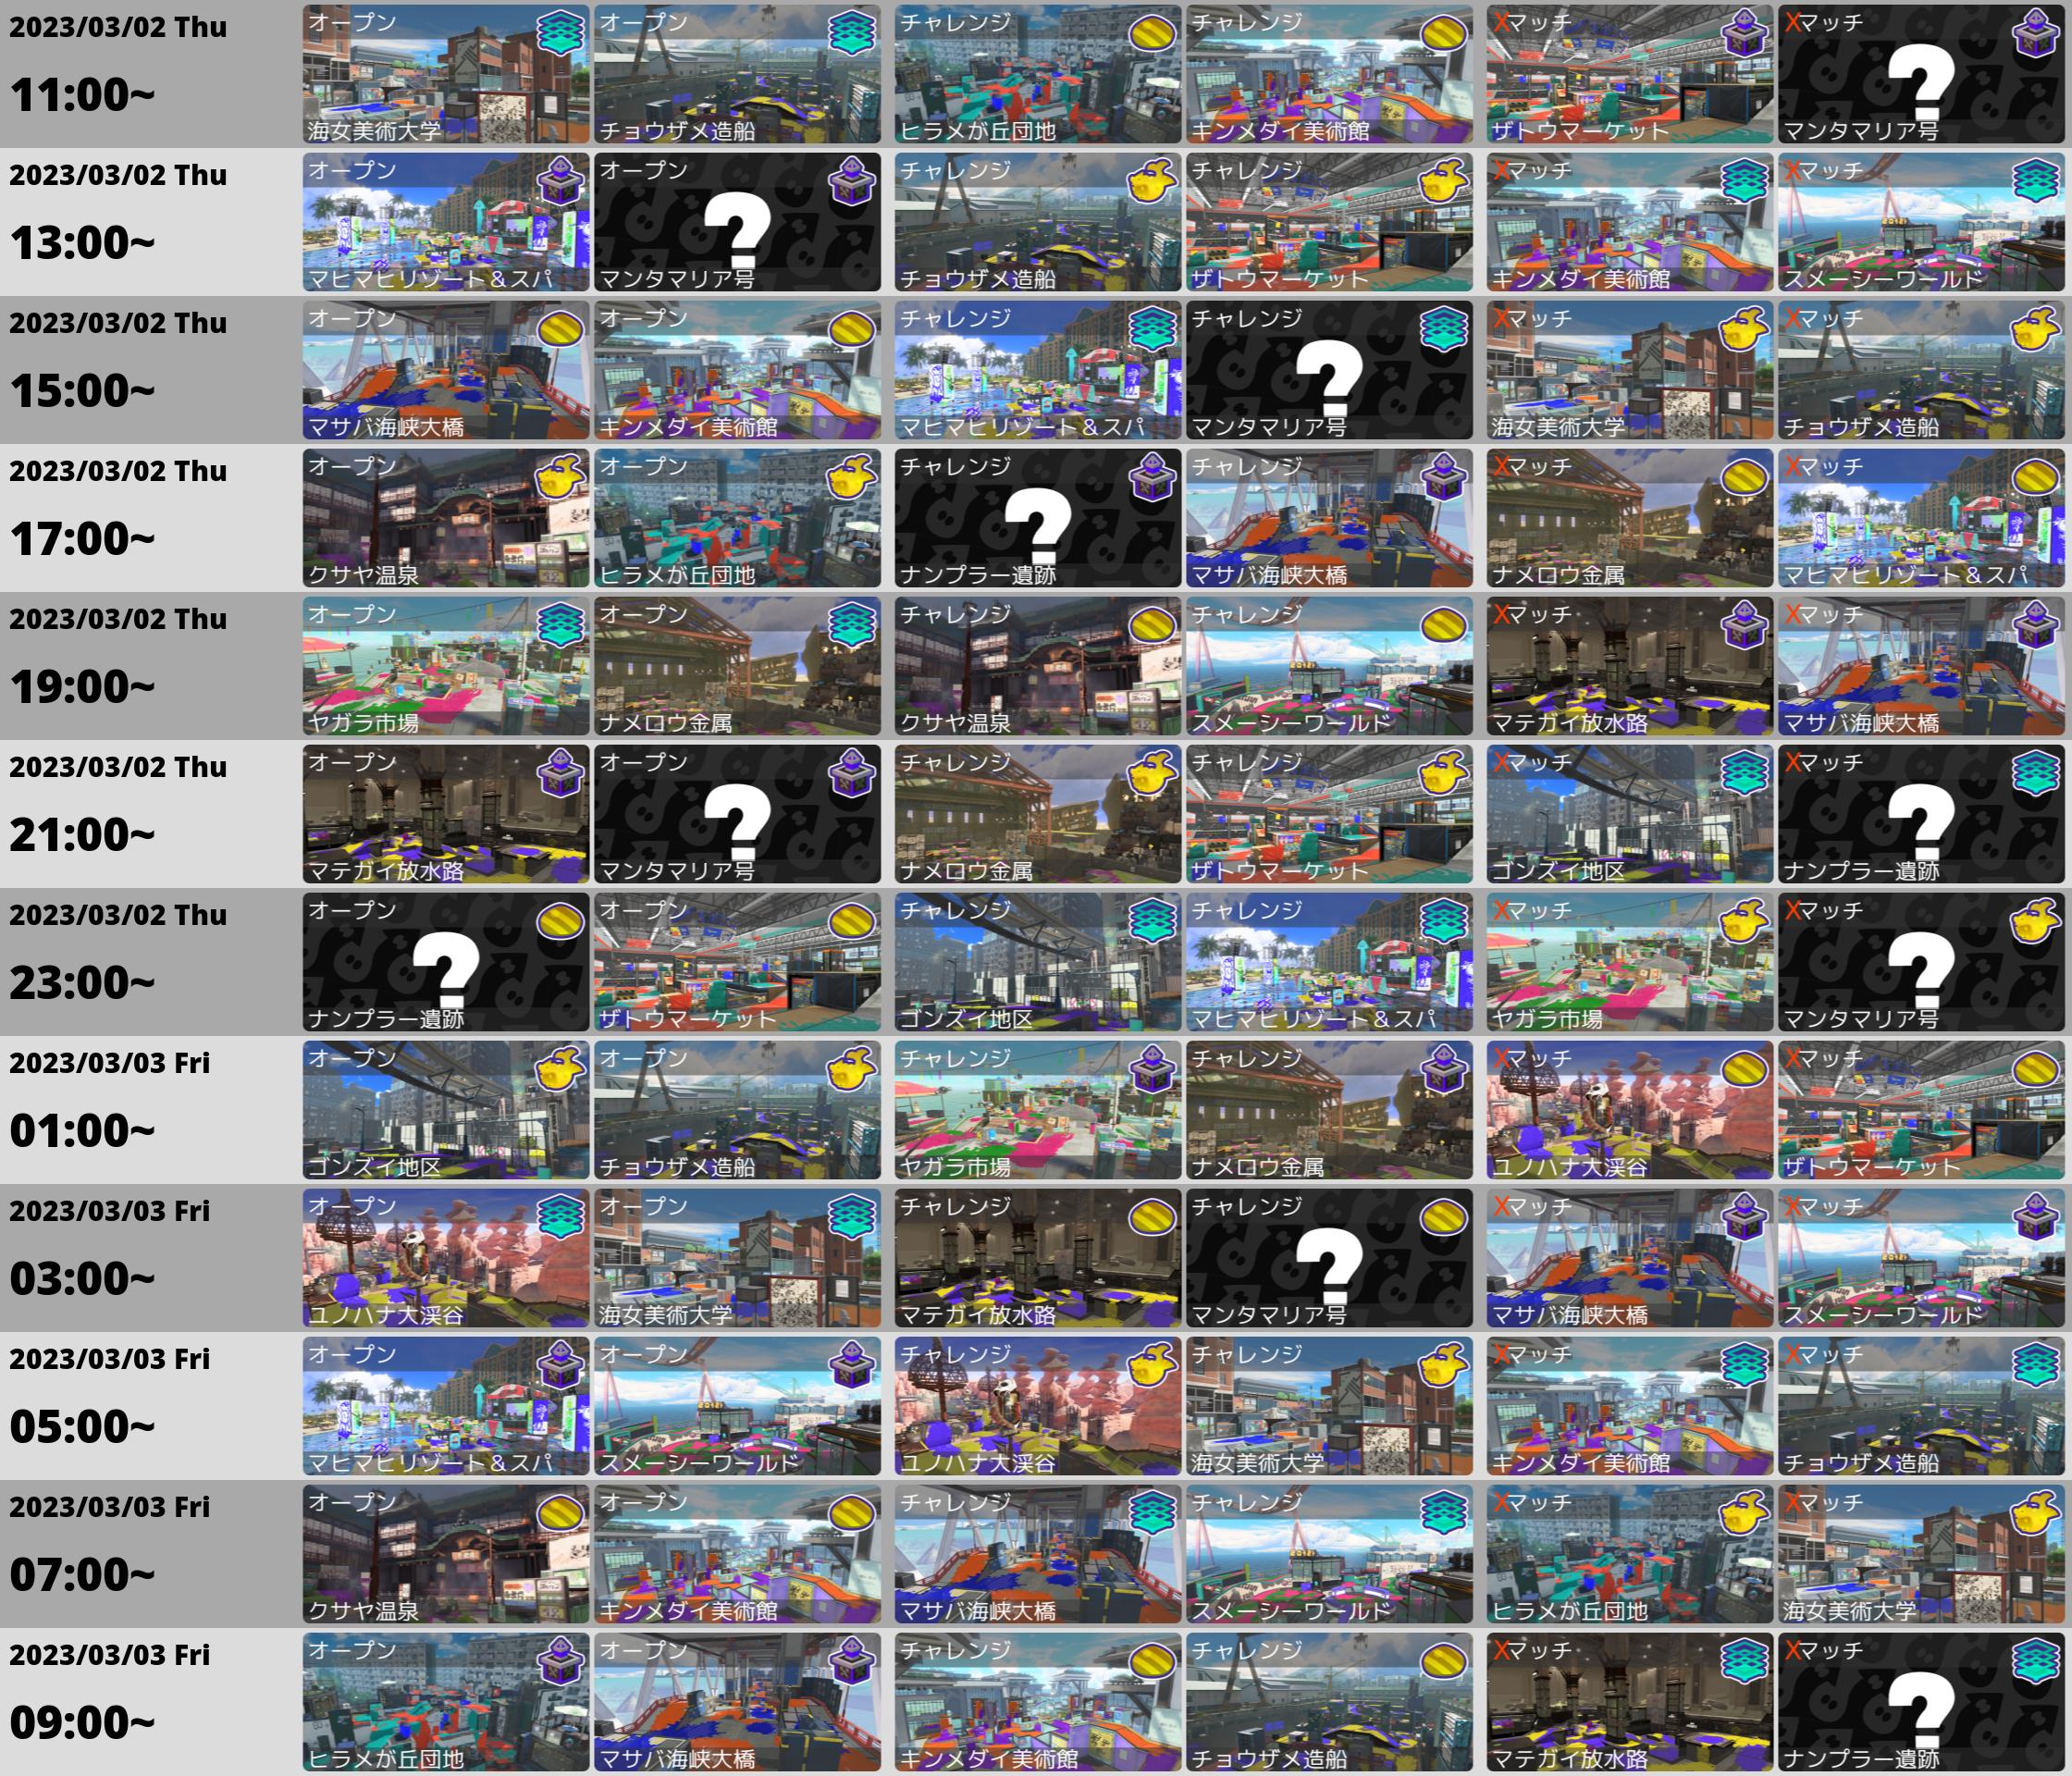 2023/03/02 Thu
11:00~
オープン
海女美術大学
オープン
チョウザメ造船
チャレンジ
ヒラメが丘団地
チャレンジ
キンメダイ美術館
Xマッチ
ザトウマーケット
Xマッチ
マンタマリア号
2023/03/02 Thu
13:00~
オープン
マヒマヒリゾート&スパ
オープン
マンタマリア号
チャレンジ
チョウザメ造船
チャレンジ
ザトウマーケット
Xマッチ
キンメダイ美術館
Xマッチ
スメーシーワールド
2023/03/02 Thu
15:00~
オープン
マサバ海峡大橋
オープン
キンメダイ美術館
チャレンジ
マヒマヒリゾート&スパ
チャレンジ
マンタマリア号
Xマッチ
海女美術大学
Xマッチ
チョウザメ造船
2023/03/02 Thu
17:00~
オープン
クサヤ温泉
オープン
ヒラメが丘団地
チャレンジ
ナンプラー遺跡
チャレンジ
マサバ海峡大橋
Xマッチ
ナメロウ金属
Xマッチ
マヒマヒリゾート&スパ
2023/03/02 Thu
19:00~
オープン
ヤガラ市場
オープン
ナメロウ金属
チャレンジ
クサヤ温泉
チャレンジ
スメーシーワールド
Xマッチ
マテガイ放水路
Xマッチ
マサバ海峡大橋
2023/03/02 Thu
21:00~
オープン
マテガイ放水路
オープン
マンタマリア号
チャレンジ
ナメロウ金属
チャレンジ
ザトウマーケット
Xマッチ
ゴンズイ地区
Xマッチ
ナンプラー遺跡
2023/03/02 Thu
23:00~
オープン
ナンプラー遺跡
オープン
ザトウマーケット
チャレンジ
ゴンズイ地区
チャレンジ
マヒマヒリゾート&スパ
Xマッチ
ヤガラ市場
Xマッチ
マンタマリア号
2023/03/03 Fri
01:00~
オープン
ゴンズイ地区
オープン
チョウザメ造船
チャレンジ
ヤガラ市場
チャレンジ
ナメロウ金属
Xマッチ
ユノハナ大渓谷
Xマッチ
ザトウマーケット
2023/03/03 Fri
03:00~
オープン
ユノハナ大渓谷
オープン
海女美術大学
チャレンジ
マテガイ放水路
チャレンジ
マンタマリア号
Xマッチ
マサバ海峡大橋
Xマッチ
スメーシーワールド
2023/03/03 Fri
05:00~
オープン
マヒマヒリゾート&スパ
オープン
スメーシーワールド
チャレンジ
ユノハナ大渓谷
チャレンジ
海女美術大学
Xマッチ
キンメダイ美術館
Xマッチ
チョウザメ造船
2023/03/03 Fri
07:00~
オープン
クサヤ温泉
オープン
キンメダイ美術館
チャレンジ
マサバ海峡大橋
チャレンジ
スメーシーワールド
Xマッチ
ヒラメが丘団地
Xマッチ
海女美術大学
2023/03/03 Fri
09:00~
オープン
ヒラメが丘団地
オープン
マサバ海峡大橋
チャレンジ
キンメダイ美術館
チャレンジ
チョウザメ造船
Xマッチ
マテガイ放水路
Xマッチ
ナンプラー遺跡